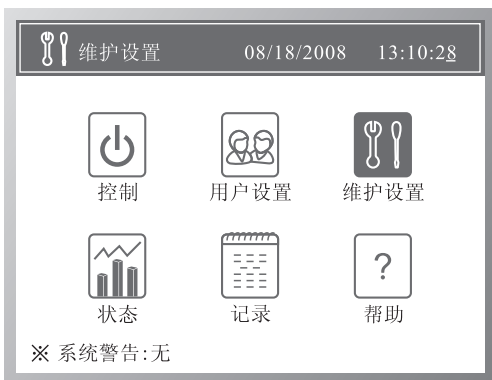 维护设置 08/18/2008 13:10:28
控制 用户设置 维护设置
?
状态 记录 帮助
※ 系统警告:无